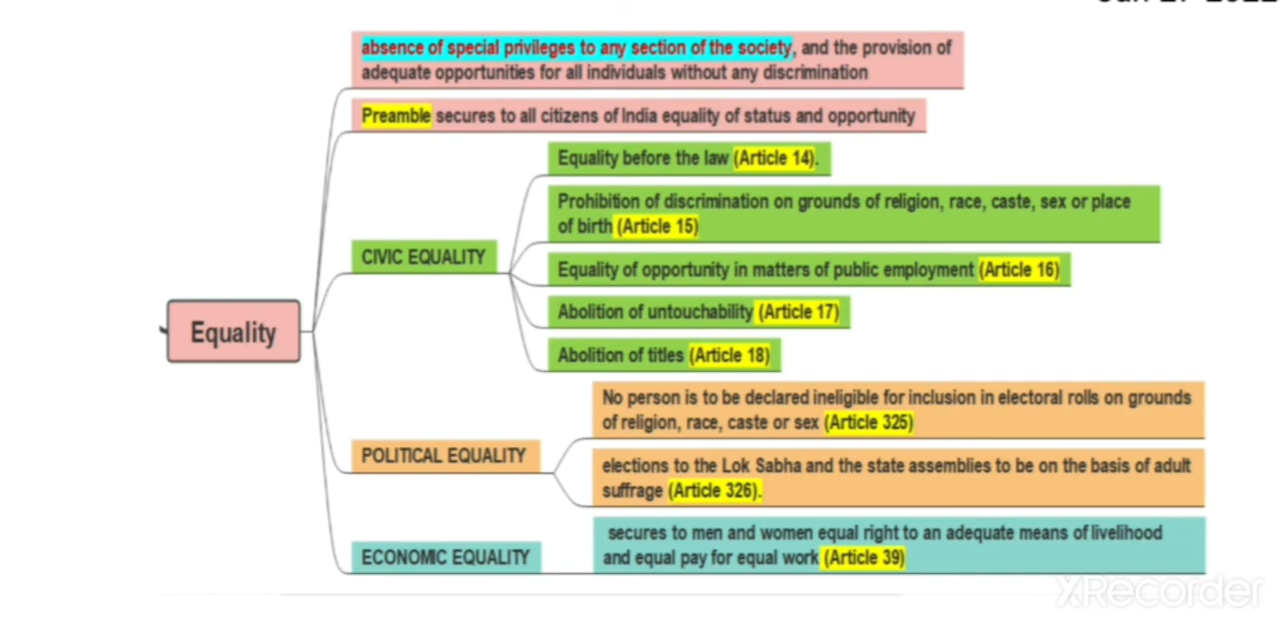 absence of special privileges to any section of the society, and the provision of
adequate opportunities for all individuals without any discrimination
Preamble secures to all citizens of India equality of status and opportunity
Equality before the law (Article 14).
Prohibition of discrimination on grounds of religion, race, caste, sex or place
of birth (Article 15)
CIVIC EQUALITY
Equality of opportunity in matters of public employment (Article 16)
Abolition of untouchability (Article 17)
Equality
Abolition of titles (Article 18)
No person is to be declared ineligible for inclusion in electoral rolls on grounds
of religion, race, caste or sex (Article 325)
POLITICAL EQUALITY
elections to the Lok Sabha and the state assemblies to be on the basis of adult
suffrage (Article 326).
secures to men and women equal right to an adequate means of livelihood
and equal pay for equal work (Article 39)
ECONOMIC EQUALITY
XRecorder